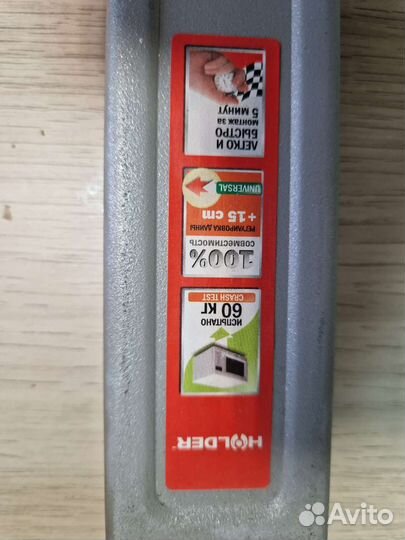 HOLDER
ИСПЫТАНО
60 КГ
CRASH TEST
100%
СОВМЕСТИМОСТЬ
РЕГУЛИРОВКА ДЛИНЫ
+15 cm
UNIVERSAL
ЛЕГКО И
БЫСТРО
МОНТАЖ ЗА
5 МИНУТ
Avito